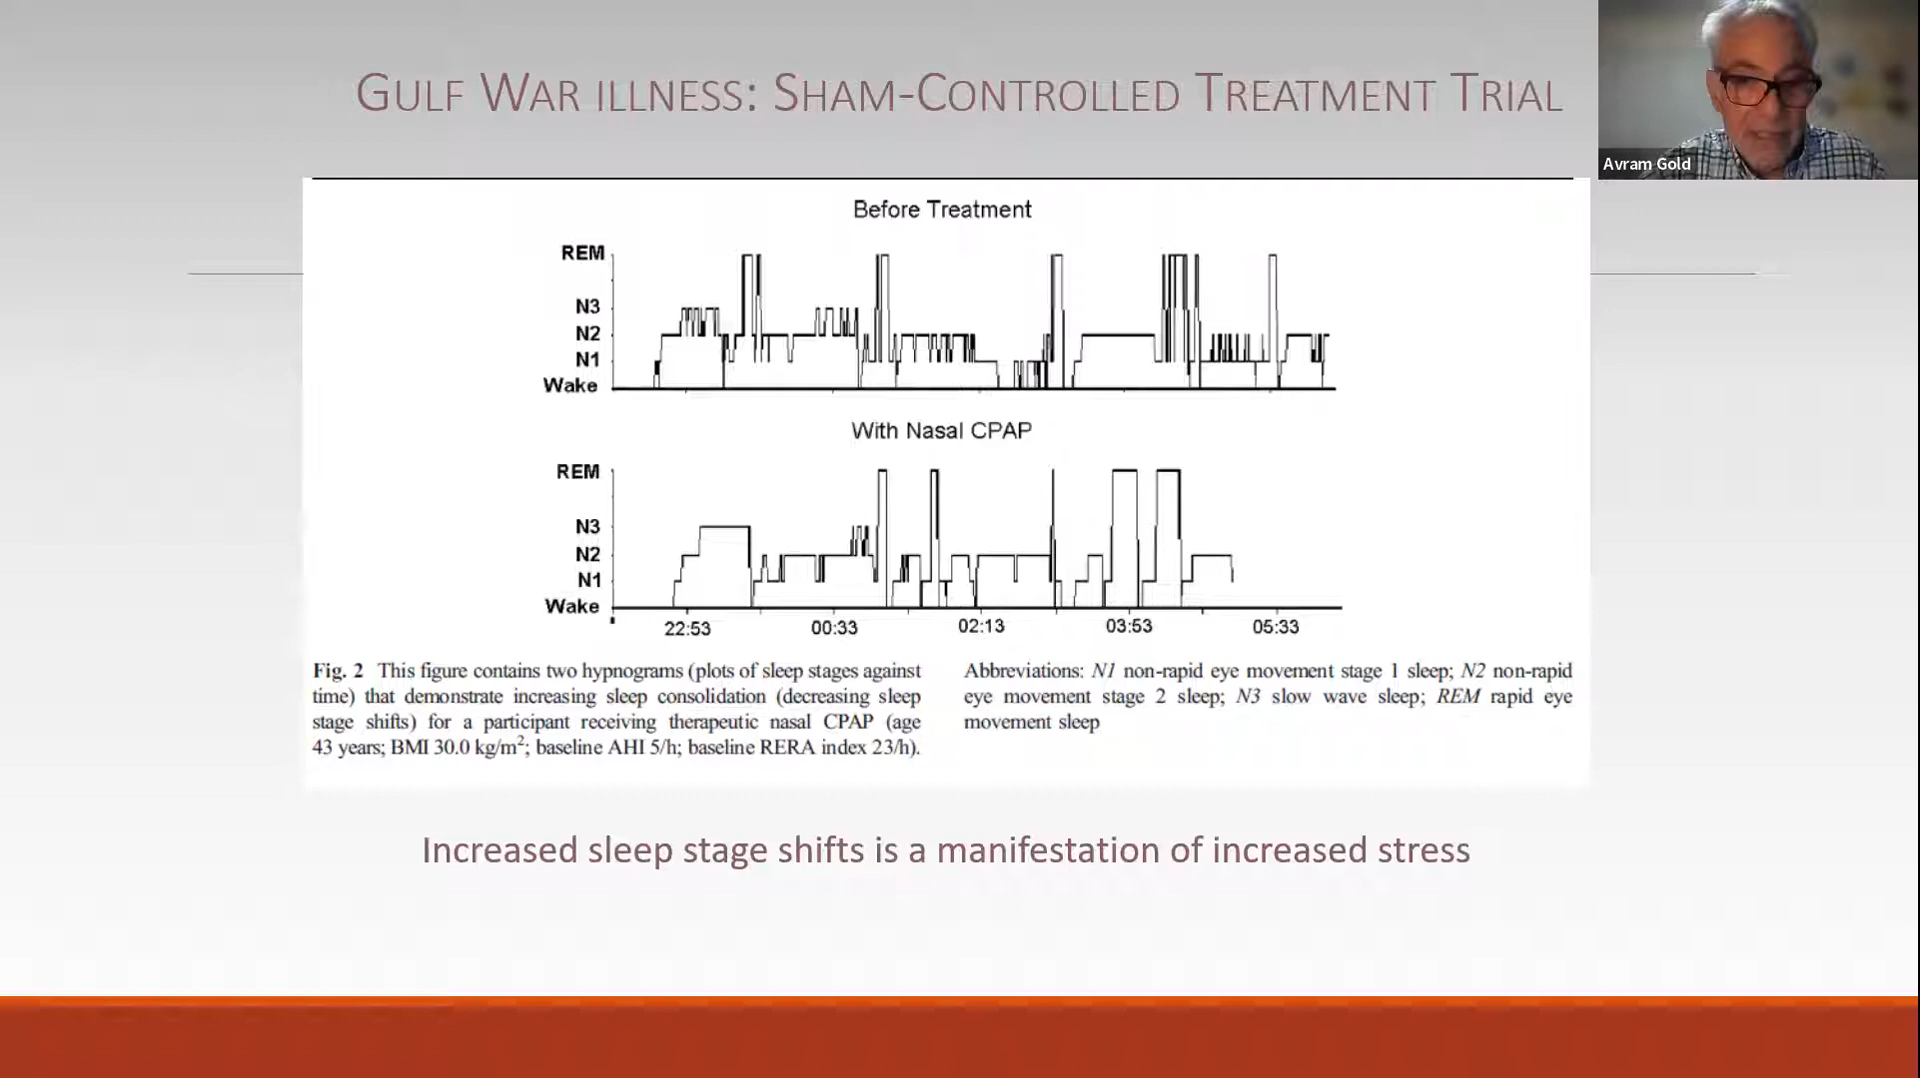 GULF WAR ILLNESS: SHAM-CONTROLLED TREATMENT TRIAL
Avram Gold
Before Treatment
REM
N3
N2
N1
Wake
With Nasal CPAP
REM
N3
N2
N1
Wake
22:53 00:33 02:13 03:53 05:33
Fig. 2 This figure contains two hypnograms (plots of sleep stages against
time) that demonstrate increasing sleep consolidation (decreasing sleep
stage shifts) for a participant receiving therapeutic nasal CPAP (age
43 years; BMI 30.0 kg/m²; baseline AHI 5/h; baseline RERA index 23/h).
Abbreviations: N1 non-rapid eye movement stage 1 sleep; N2 non-rapid
eye movement stage 2 sleep; N3 slow wave sleep; REM rapid eye
movement sleep
Increased sleep stage shifts is a manifestation of increased stress